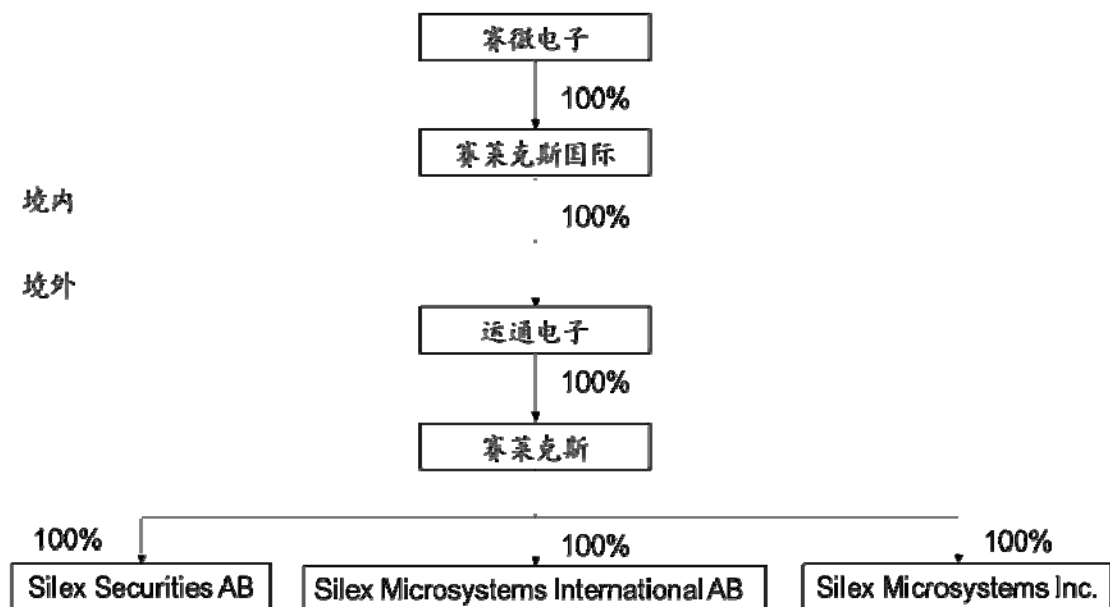 赛微电子
100%
赛莱克斯国际
境内
100%
境外
运通电子
100%
赛莱克斯
100%
100%
100%
Silex Securities AB
Silex Microsystems International AB
Silex Microsystems Inc.